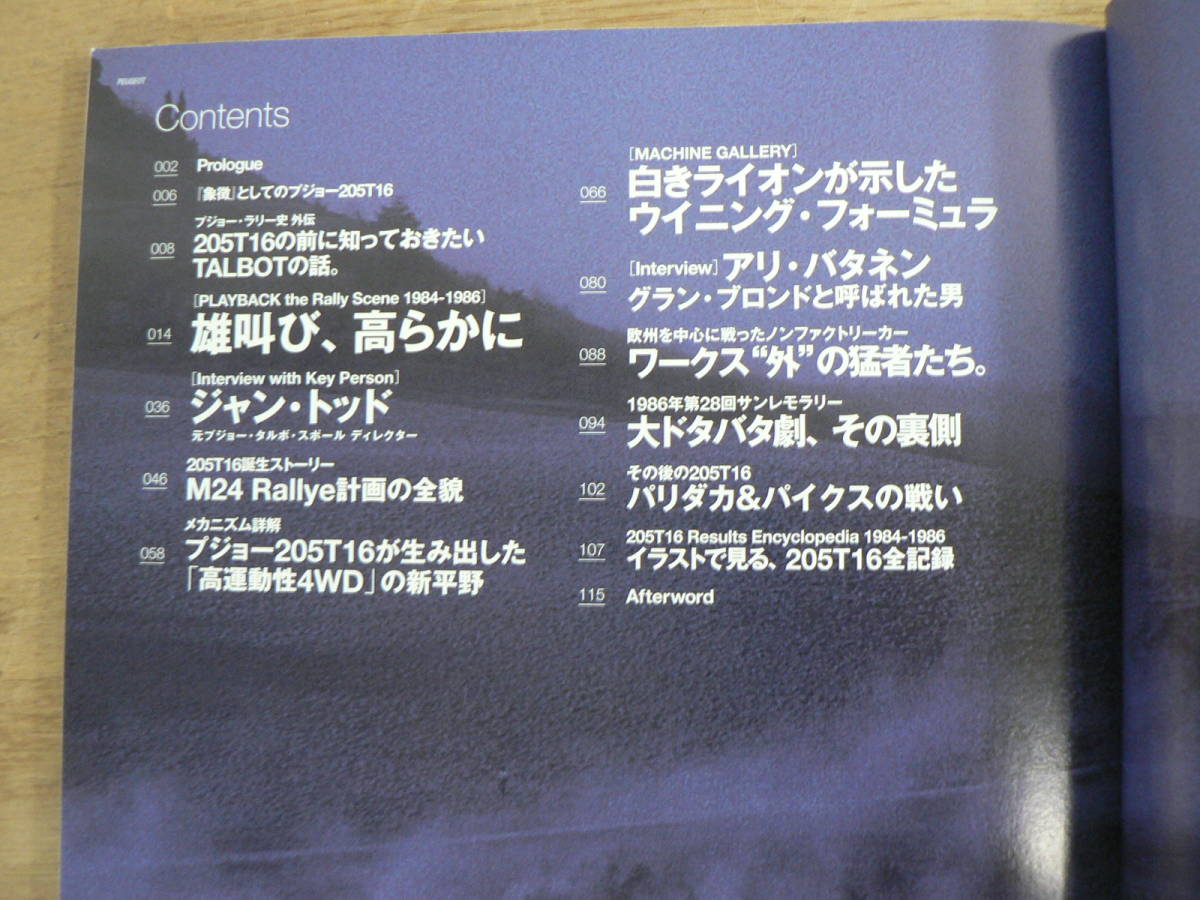 PEUGEOT
Contents
002 Prologue
006 『象徴』としてのプジョー205T16
プジョー・ラリー史 外伝
008 205T16の前に知っておきたい
TALBOTの話。
[PLAYBACK the Rally Scene 1984-1986]
014 雄叫び、高らかに
[Interview with Key Person]
036 ジャン・トッド
元プジョー・タルボ・スポール ディレクター
205T16誕生ストーリー
046 M24 Rallye計画の全貌
メカニズム詳解
058 プジョー205T16が生み出した
「高運動性4WD」の新平野
[MACHINE GALLERY]
066 白きライオンが示した
ウイニング・フォーミュラ
080 [Interview] アリ・バタネン
グラン・ブロンドと呼ばれた男
欧州を中心に戦ったノンファクトリーカー
088 ワークス“外”の猛者たち。
1986年第28回サンレモラリー
094 大ドタバタ劇、その裏側
その後の205T16
102 パリダカ&パイクスの戦い
205T16 Results Encyclopedia 1984-1986
107 イラストで見る、205T16全記録
115 Afterword